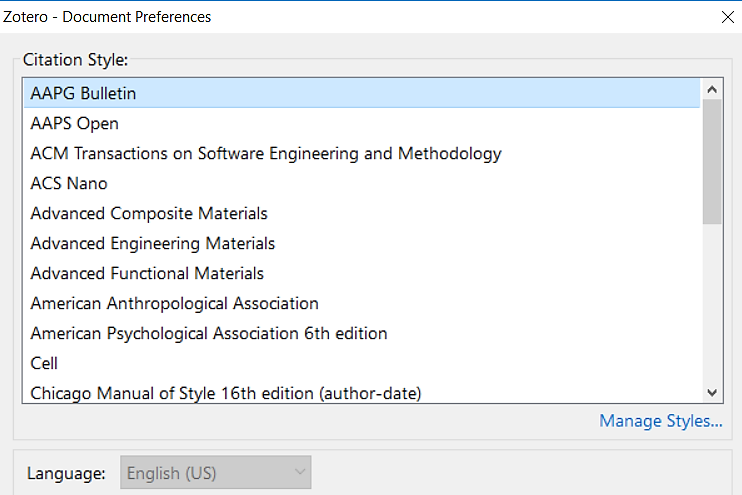 Zotero - Document Preferences
Citation Style:
AAPG Bulletin
AAPS Open
ACM Transactions on Software Engineering and Methodology
ACS Nano
Advanced Composite Materials
Advanced Engineering Materials
Advanced Functional Materials
American Anthropological Association
American Psychological Association 6th edition
Cell
Chicago Manual of Style 16th edition (author-date)
Manage Styles...
Language: English (US)